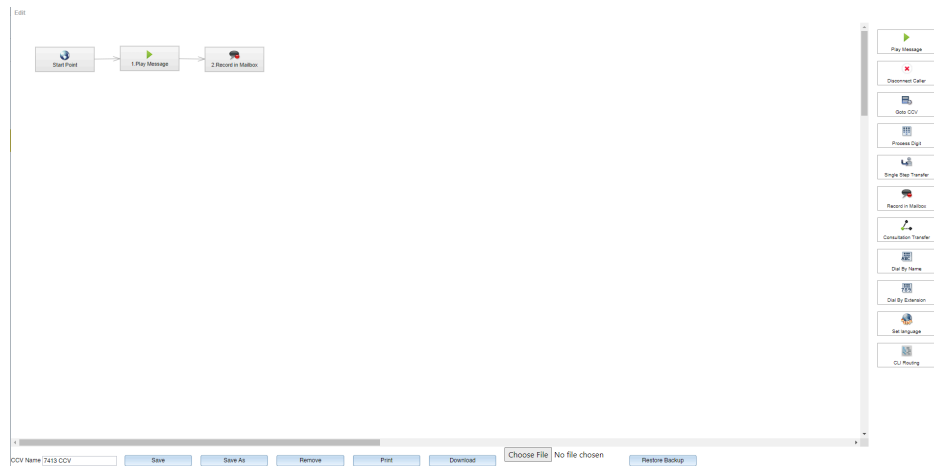 Edit
Start Point
1.Play Message
2.Record in Mailbox
Play Message
Disconnect Caller
Goto CCV
Process Digit
Single Step Transfer
Record in Mailbox
Consultation Transfer
Dial By Name
Dial By Extension
Set language
CLI Routing
CCV Name 7413 CCV Save Save As Remove Print Download Choose File No file chosen Restore Backup